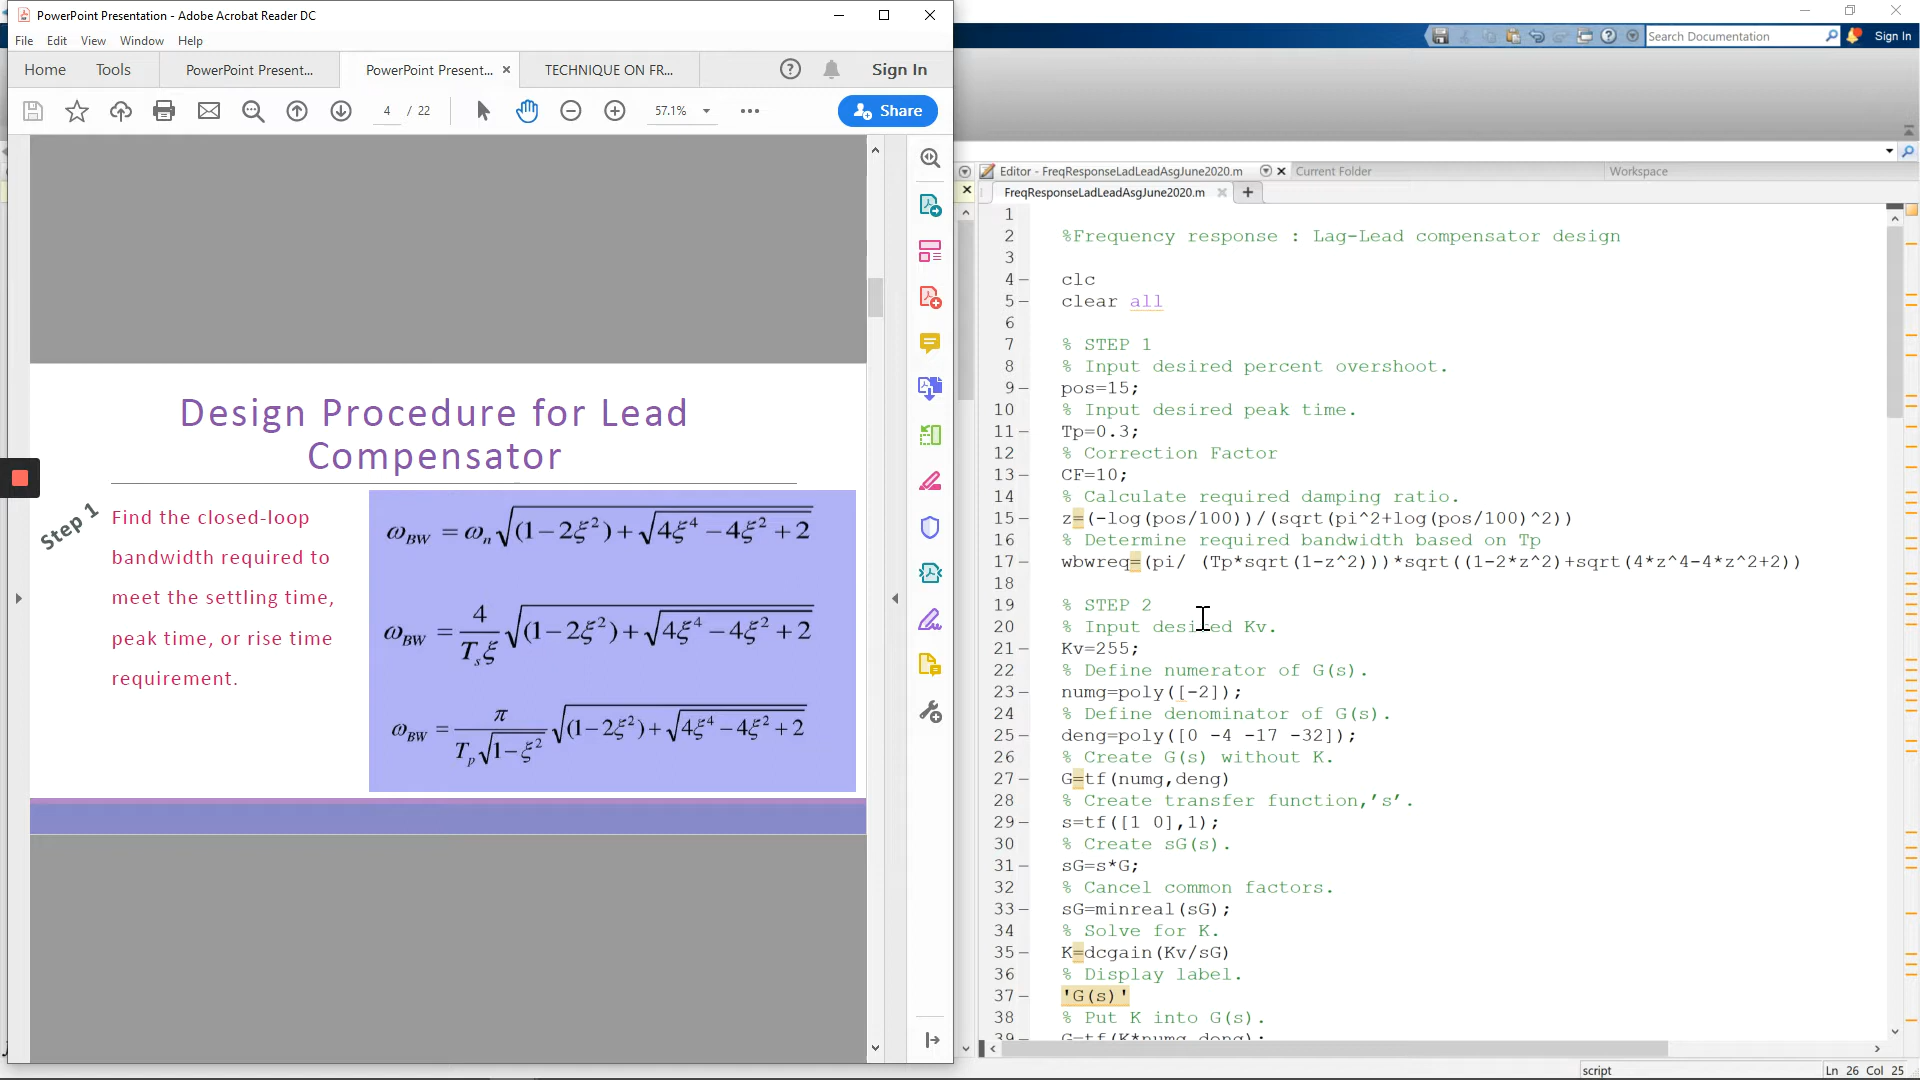 PowerPoint Presentation - Adobe Acrobat Reader DC
File Edit View Window Help
Home Tools PowerPoint Present... PowerPoint Present... TECHNIQUE ON FR... Sign In
4 / 22 57.1% Share
Design Procedure for Lead
Compensator
Step 1
Find the closed-loop
bandwidth required to
meet the settling time,
peak time, or rise time
requirement.
ω_BW = ω_n √((1−2ξ²)+√(4ξ⁴−4ξ²+2))
ω_BW = 4/(T_s ξ) √((1−2ξ²)+√(4ξ⁴−4ξ²+2))
ω_BW = π/(T_p √(1−ξ²)) √((1−2ξ²)+√(4ξ⁴−4ξ²+2))
Search Documentation Sign In
Editor - FreqResponseLadLeadAsgJune2020.m Current Folder Workspace
FreqResponseLadLeadAsgJune2020.m
1
2 %Frequency response : Lag-Lead compensator design
3
4 – clc
5 – clear all
6
7 % STEP 1
8 % Input desired percent overshoot.
9 – pos=15;
10 % Input desired peak time.
11 – Tp=0.3;
12 % Correction Factor
13 – CF=10;
14 % Calculate required damping ratio.
15 – z=(-log(pos/100))/(sqrt(pi^2+log(pos/100)^2))
16 % Determine required bandwidth based on Tp
17 – wbwreq=(pi/ (Tp*sqrt(1-z^2)))*sqrt((1-2*z^2)+sqrt(4*z^4-4*z^2+2))
18
19 % STEP 2
20 % Input desired Kv.
21 – Kv=255;
22 % Define numerator of G(s).
23 – numg=poly([-2]);
24 % Define denominator of G(s).
25 – deng=poly([0 -4 -17 -32]);
26 % Create G(s) without K.
27 – G=tf(numg,deng)
28 % Create transfer function,’s’.
29 – s=tf([1 0],1);
30 % Create sG(s).
31 – sG=s*G;
32 % Cancel common factors.
33 – sG=minreal(sG);
34 % Solve for K.
35 – K=dcgain(Kv/sG)
36 % Display label.
37 – 'G(s)'
38 % Put K into G(s).
39 – G=tf(K*numg,deng);
script Ln 26 Col 25